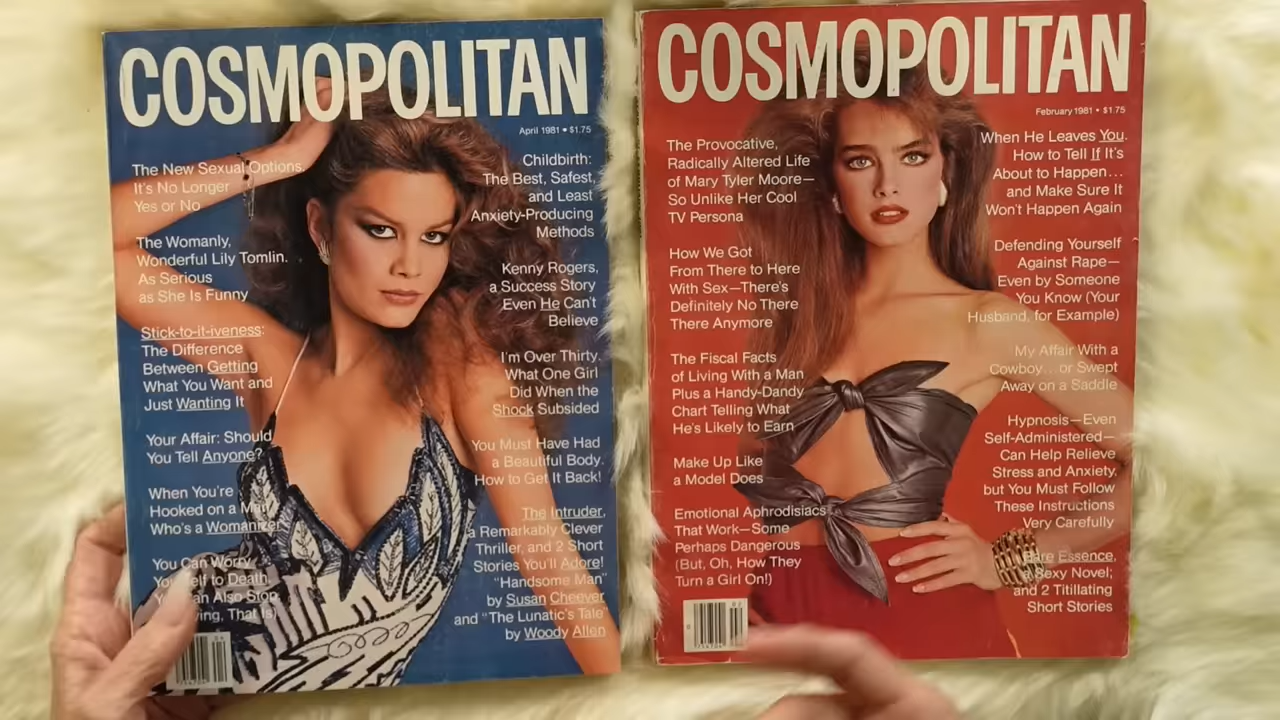 COSMOPOLITAN
April 1981 • $1.75
The New Sexual Options.
It's No Longer
Yes or No
The Womanly,
Wonderful Lily Tomlin.
As Serious
as She Is Funny
Stick-to-it-iveness:
The Difference
Between Getting
What You Want and
Just Wanting It
Your Affair: Should
You Tell Anyone?
When You're
Hooked on a Man
Who's a Womanizer
You Can Worry
to Death,
Also Stop
That Is)
Childbirth:
The Best, Safest,
and Least
Anxiety-Producing
Methods
Kenny Rogers,
a Success Story
Even He Can't
Believe
I'm Over Thirty.
What One Girl
Did When the
Shock Subsided
You Must Have Had
a Beautiful Body.
How to Get It Back!
The Intruder,
a Remarkably Clever
Thriller, and 2 Short
Stories You'll Adore!
"Handsome Man"
by Susan Cheever
and "The Lunatic's Tale"
by Woody Allen
COSMOPOLITAN
February 1981 • $1.75
The Provocative,
Radically Altered Life
of Mary Tyler Moore—
So Unlike Her Cool
TV Persona
How We Got
From There to Here
With Sex—There's
Definitely No There
There Anymore
The Fiscal Facts
of Living With a Man
Plus a Handy-Dandy
Chart Telling What
He's Likely to Earn
Make Up Like
a Model Does
Emotional Aphrodisiacs
That Work—Some
Perhaps Dangerous
(But, Oh, How They
Turn a Girl On!)
When He Leaves You.
How to Tell If It's
About to Happen...
and Make Sure It
Won't Happen Again
Defending Yourself
Against Rape—
Even by Someone
You Know (Your
Husband, for Example)
My Affair With a
Cowboy...or Swept
Away on a Saddle
Hypnosis—Even
Self-Administered—
Can Help Relieve
Stress and Anxiety,
but You Must Follow
These Instructions
Very Carefully
Bare Essence,
a Sexy Novel;
and 2 Titillating
Short Stories